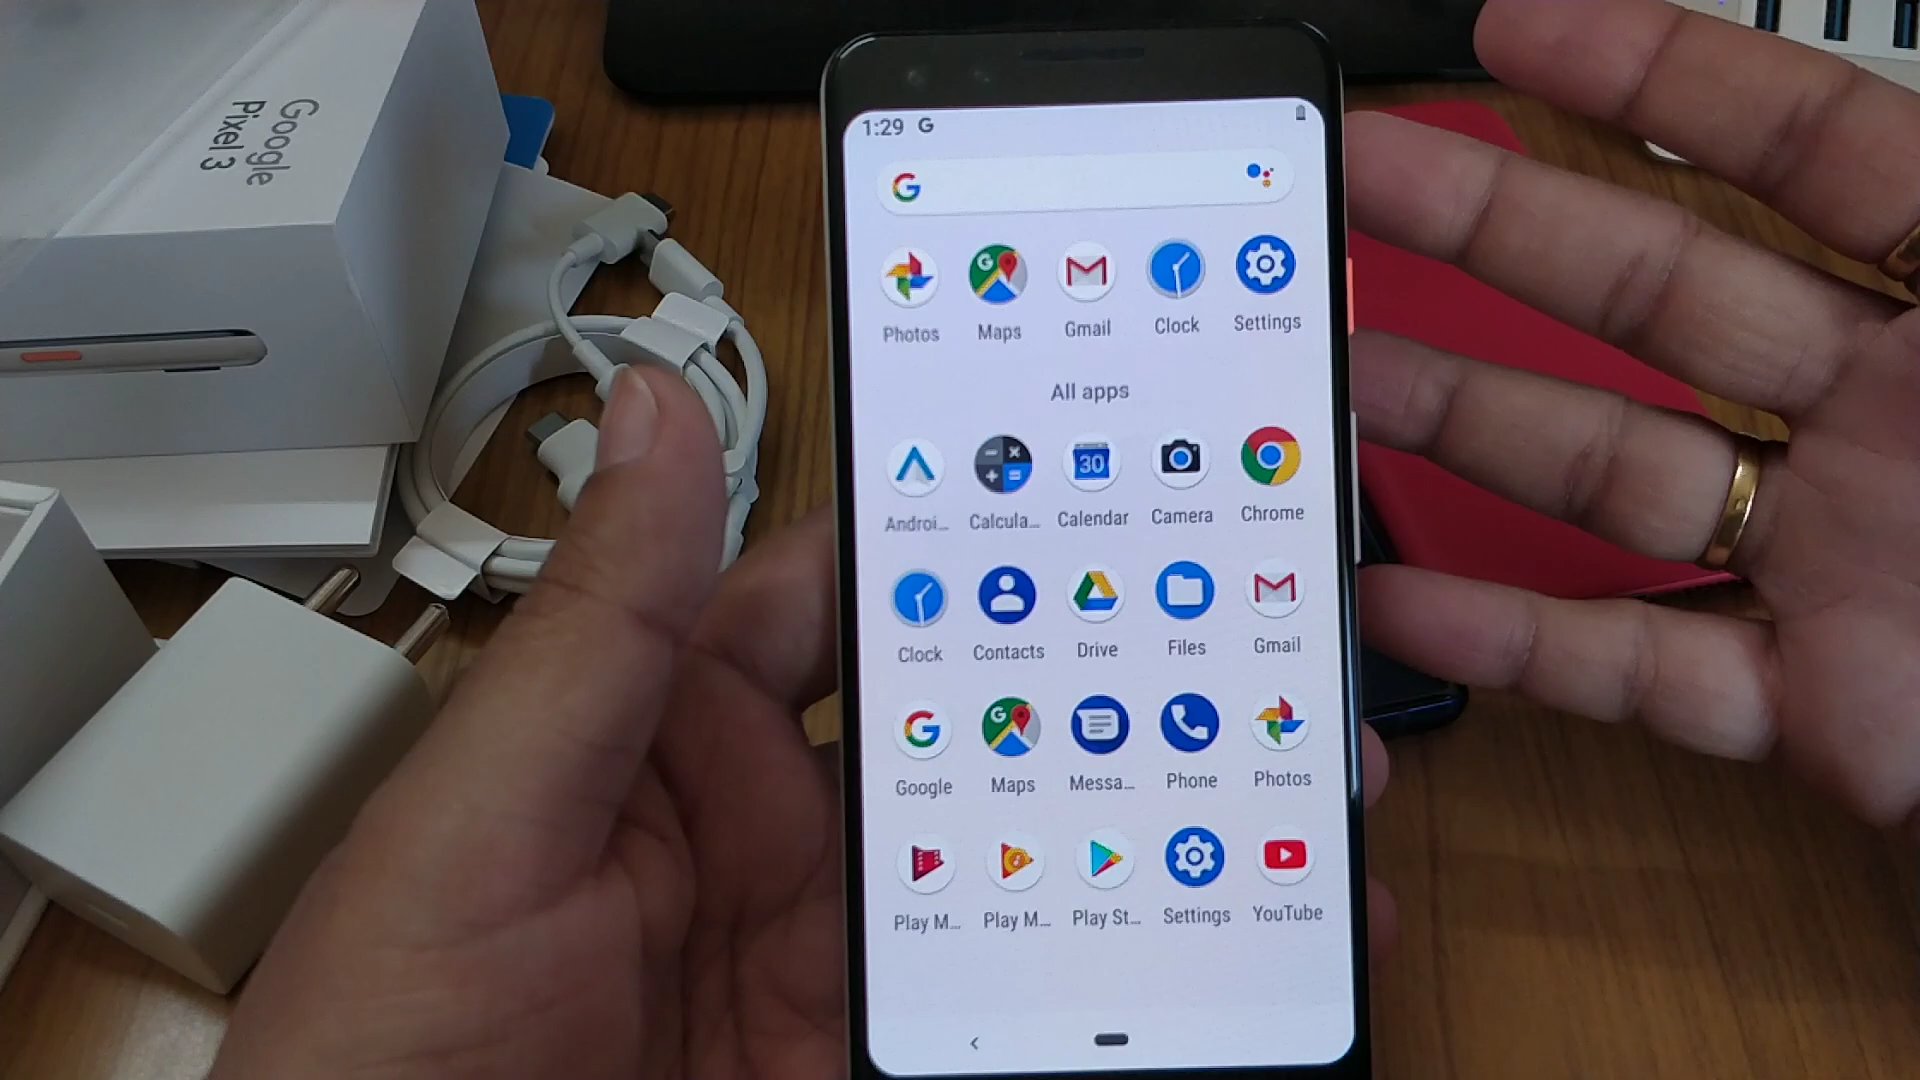 Google
Pixel 3
1:29 G
G
Photos Maps Gmail Clock Settings
All apps
30
Androi... Calcula... Calendar Camera Chrome
Clock Contacts Drive Files Gmail
G G
Google Maps Messa... Phone Photos
Play M... Play M... Play St... Settings YouTube